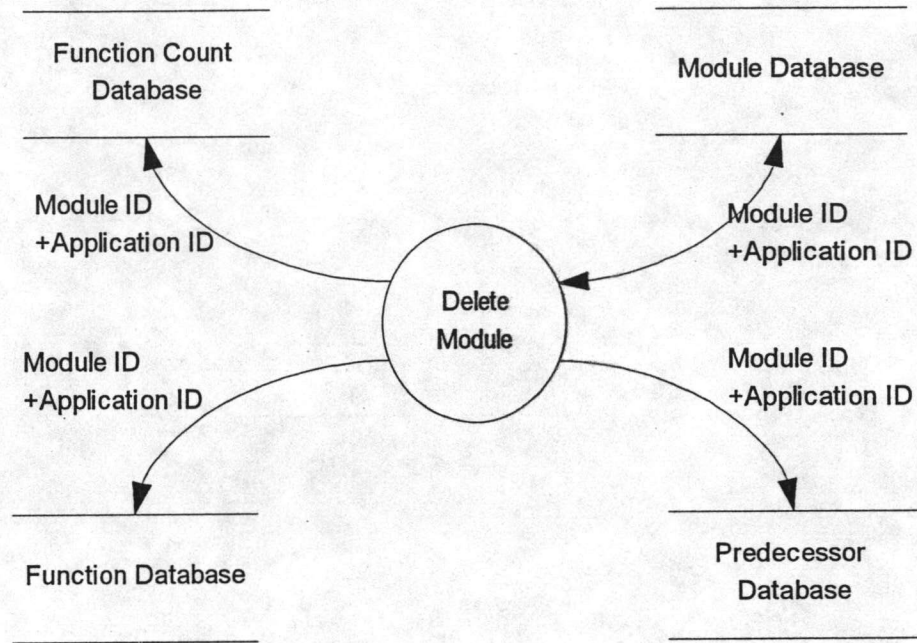 Function Count
Database
Module Database
Module ID
+Application ID
Module ID
+Application ID
Delete
Module
Module ID
+Application ID
Module ID
+Application ID
Function Database
Predecessor
Database